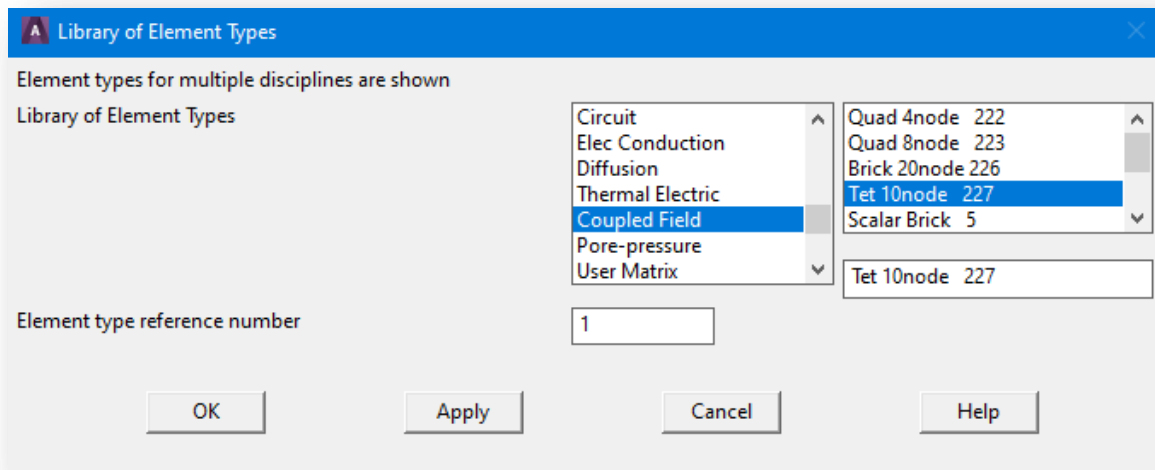 A Library of Element Types
Element types for multiple disciplines are shown
Library of Element Types
Circuit
Elec Conduction
Diffusion
Thermal Electric
Coupled Field
Pore-pressure
User Matrix
Quad 4node 222
Quad 8node 223
Brick 20node 226
Tet 10node 227
Scalar Brick 5
Tet 10node 227
Element type reference number
1
OK
Apply
Cancel
Help